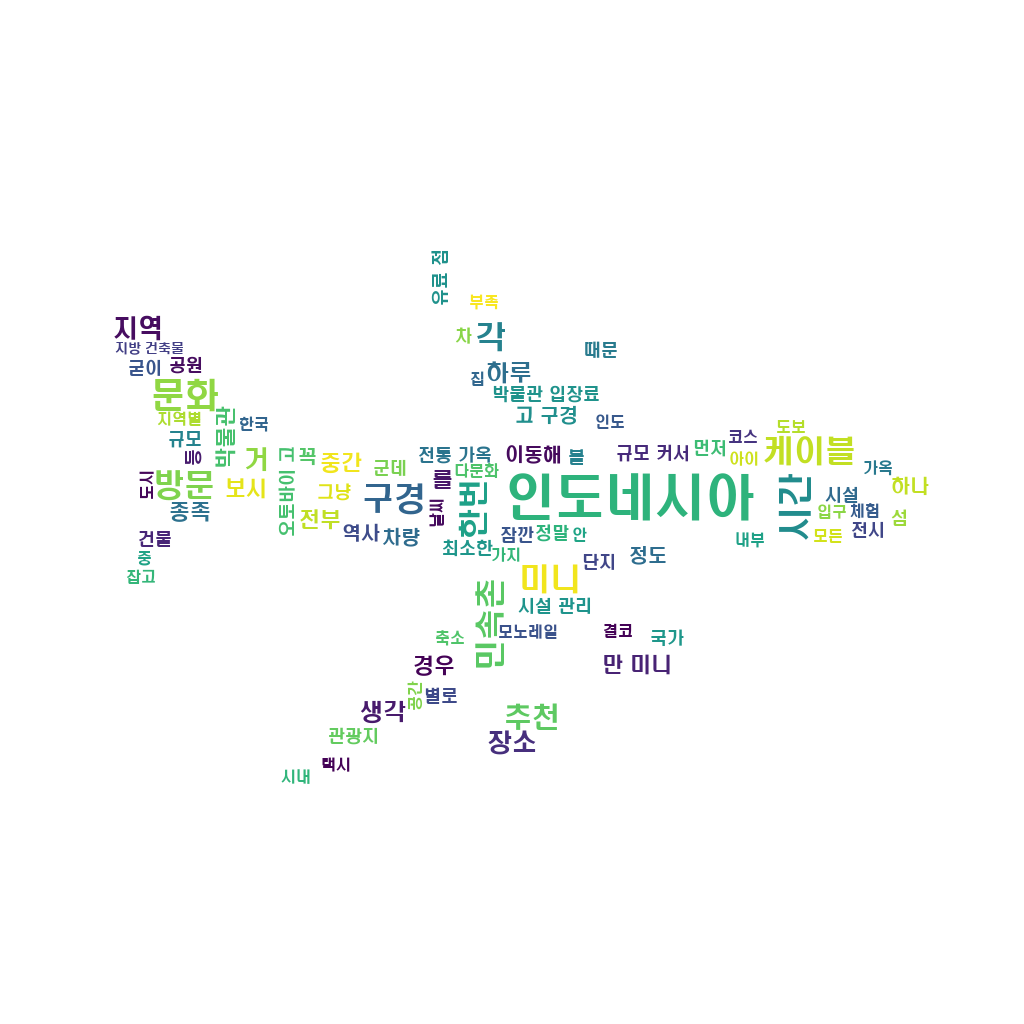 유료 점
부족
지역
차
각
지방 건축물
때문
굳이
공원
집
하루
문화
박물관 입장료
지역별
박물관
한국
고 구경
인도
도보
규모
코스
케이블
등
거
고
꼭
중간
군데
전통 가옥
다문화
이동해
볼
규모 커서
먼저
아이
가옥
도시
방문
보시
오토바이
그냥
구경
를
한번
인도네시아
시간
시설
하나
종족
전부
역사
차량
날씨
잠깐
정말
안
입구
체험
섬
건물
최소한
가지
내부
모든
전시
중
잡고
미니
단지
정도
민속촌
시설 관리
축소
모노레일
결코
국가
경우
만 미니
공간
별로
생각
추천
관광지
장소
택시
시내